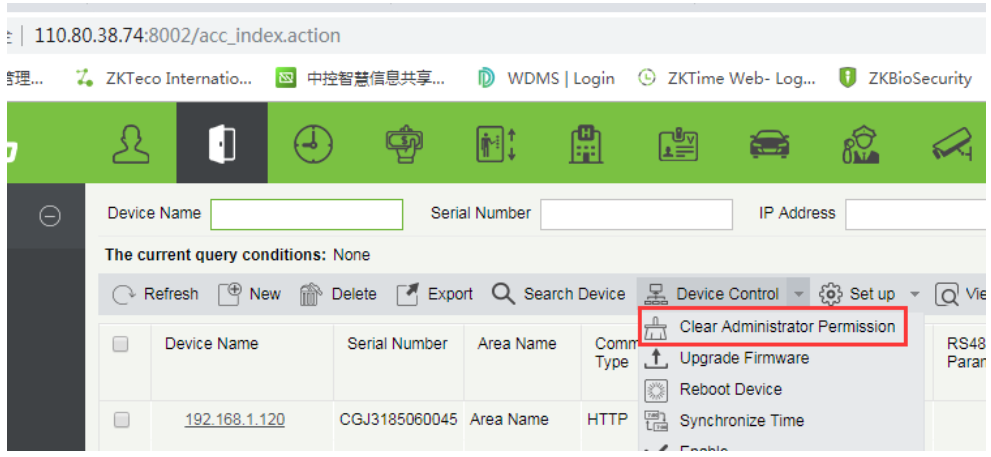 110.80.38.74:8002/acc_index.action
管理... ZKTeco Internatio... 中控智慧信息共享... WDMS | Login ZKTime Web- Log... ZKBioSecurity
Device Name Serial Number IP Address
The current query conditions: None
Refresh New Delete Export Search Device Device Control Set up Vie
Clear Administrator Permission
Device Name Serial Number Area Name Comm Type RS48 Paran
Upgrade Firmware
Reboot Device
192.168.1.120 CGJ3185060045 Area Name HTTP Synchronize Time
Enable